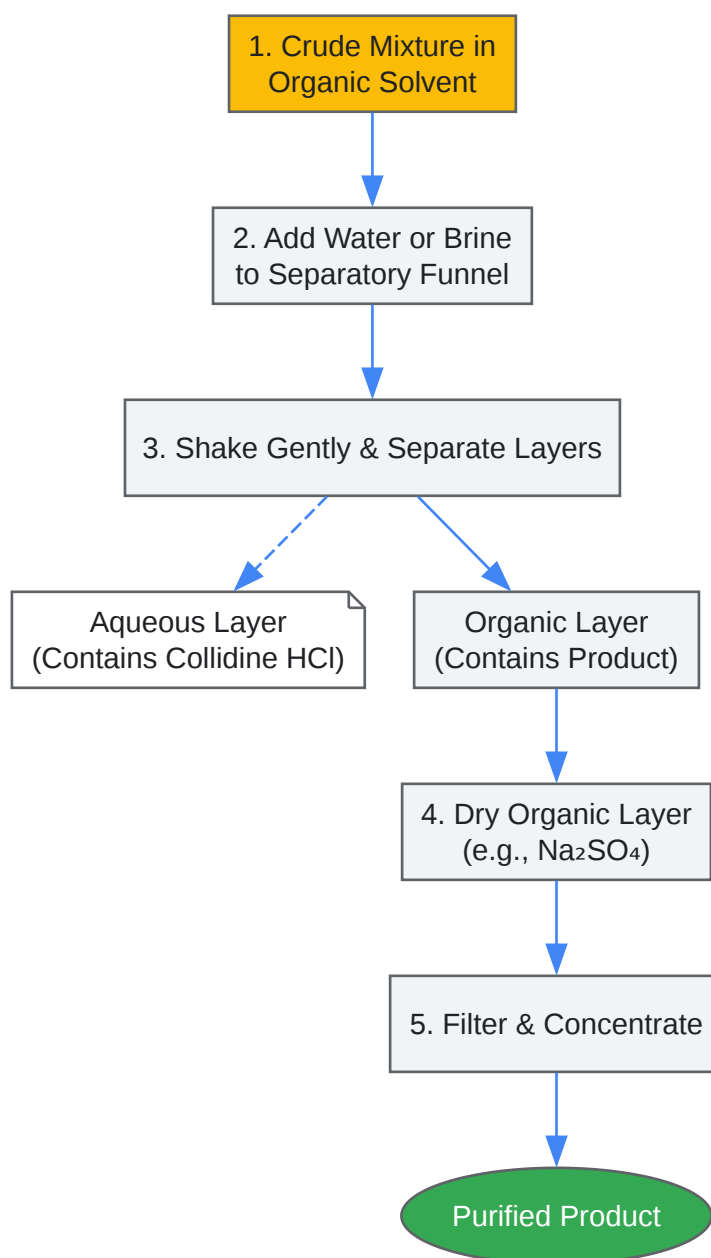 1. Crude Mixture in
Organic Solvent
2. Add Water or Brine
to Separatory Funnel
3. Shake Gently & Separate Layers
Aqueous Layer
(Contains Collidine HCl)
Organic Layer
(Contains Product)
4. Dry Organic Layer
(e.g., Na₂SO₄)
5. Filter & Concentrate
Purified Product